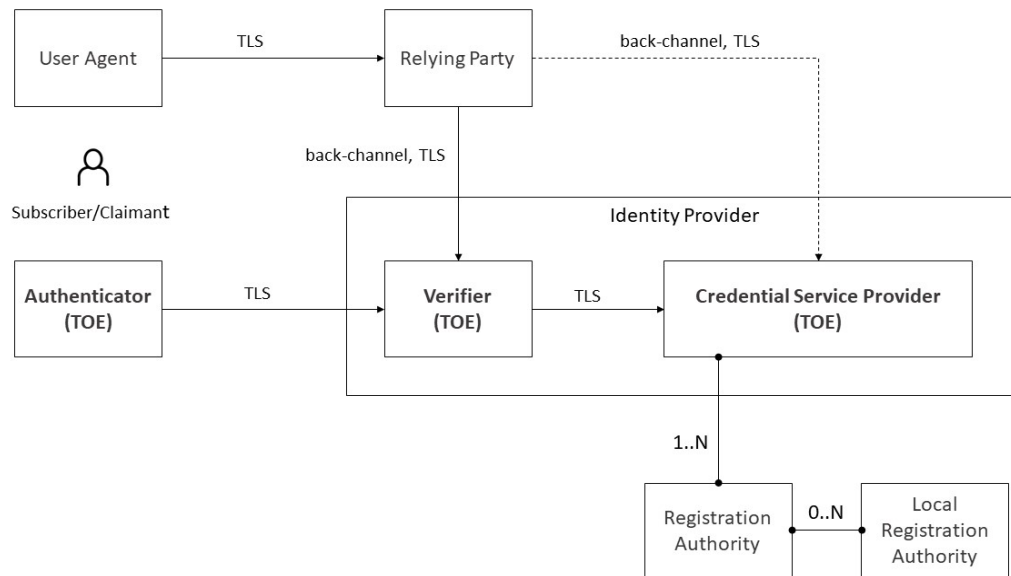 User Agent
TLS
Relying Party
back-channel, TLS
back-channel, TLS
Subscriber/Claimant
Identity Provider
Authenticator
(TOE)
TLS
Verifier
(TOE)
TLS
Credential Service Provider
(TOE)
1..N
Registration
Authority
0..N
Local
Registration
Authority